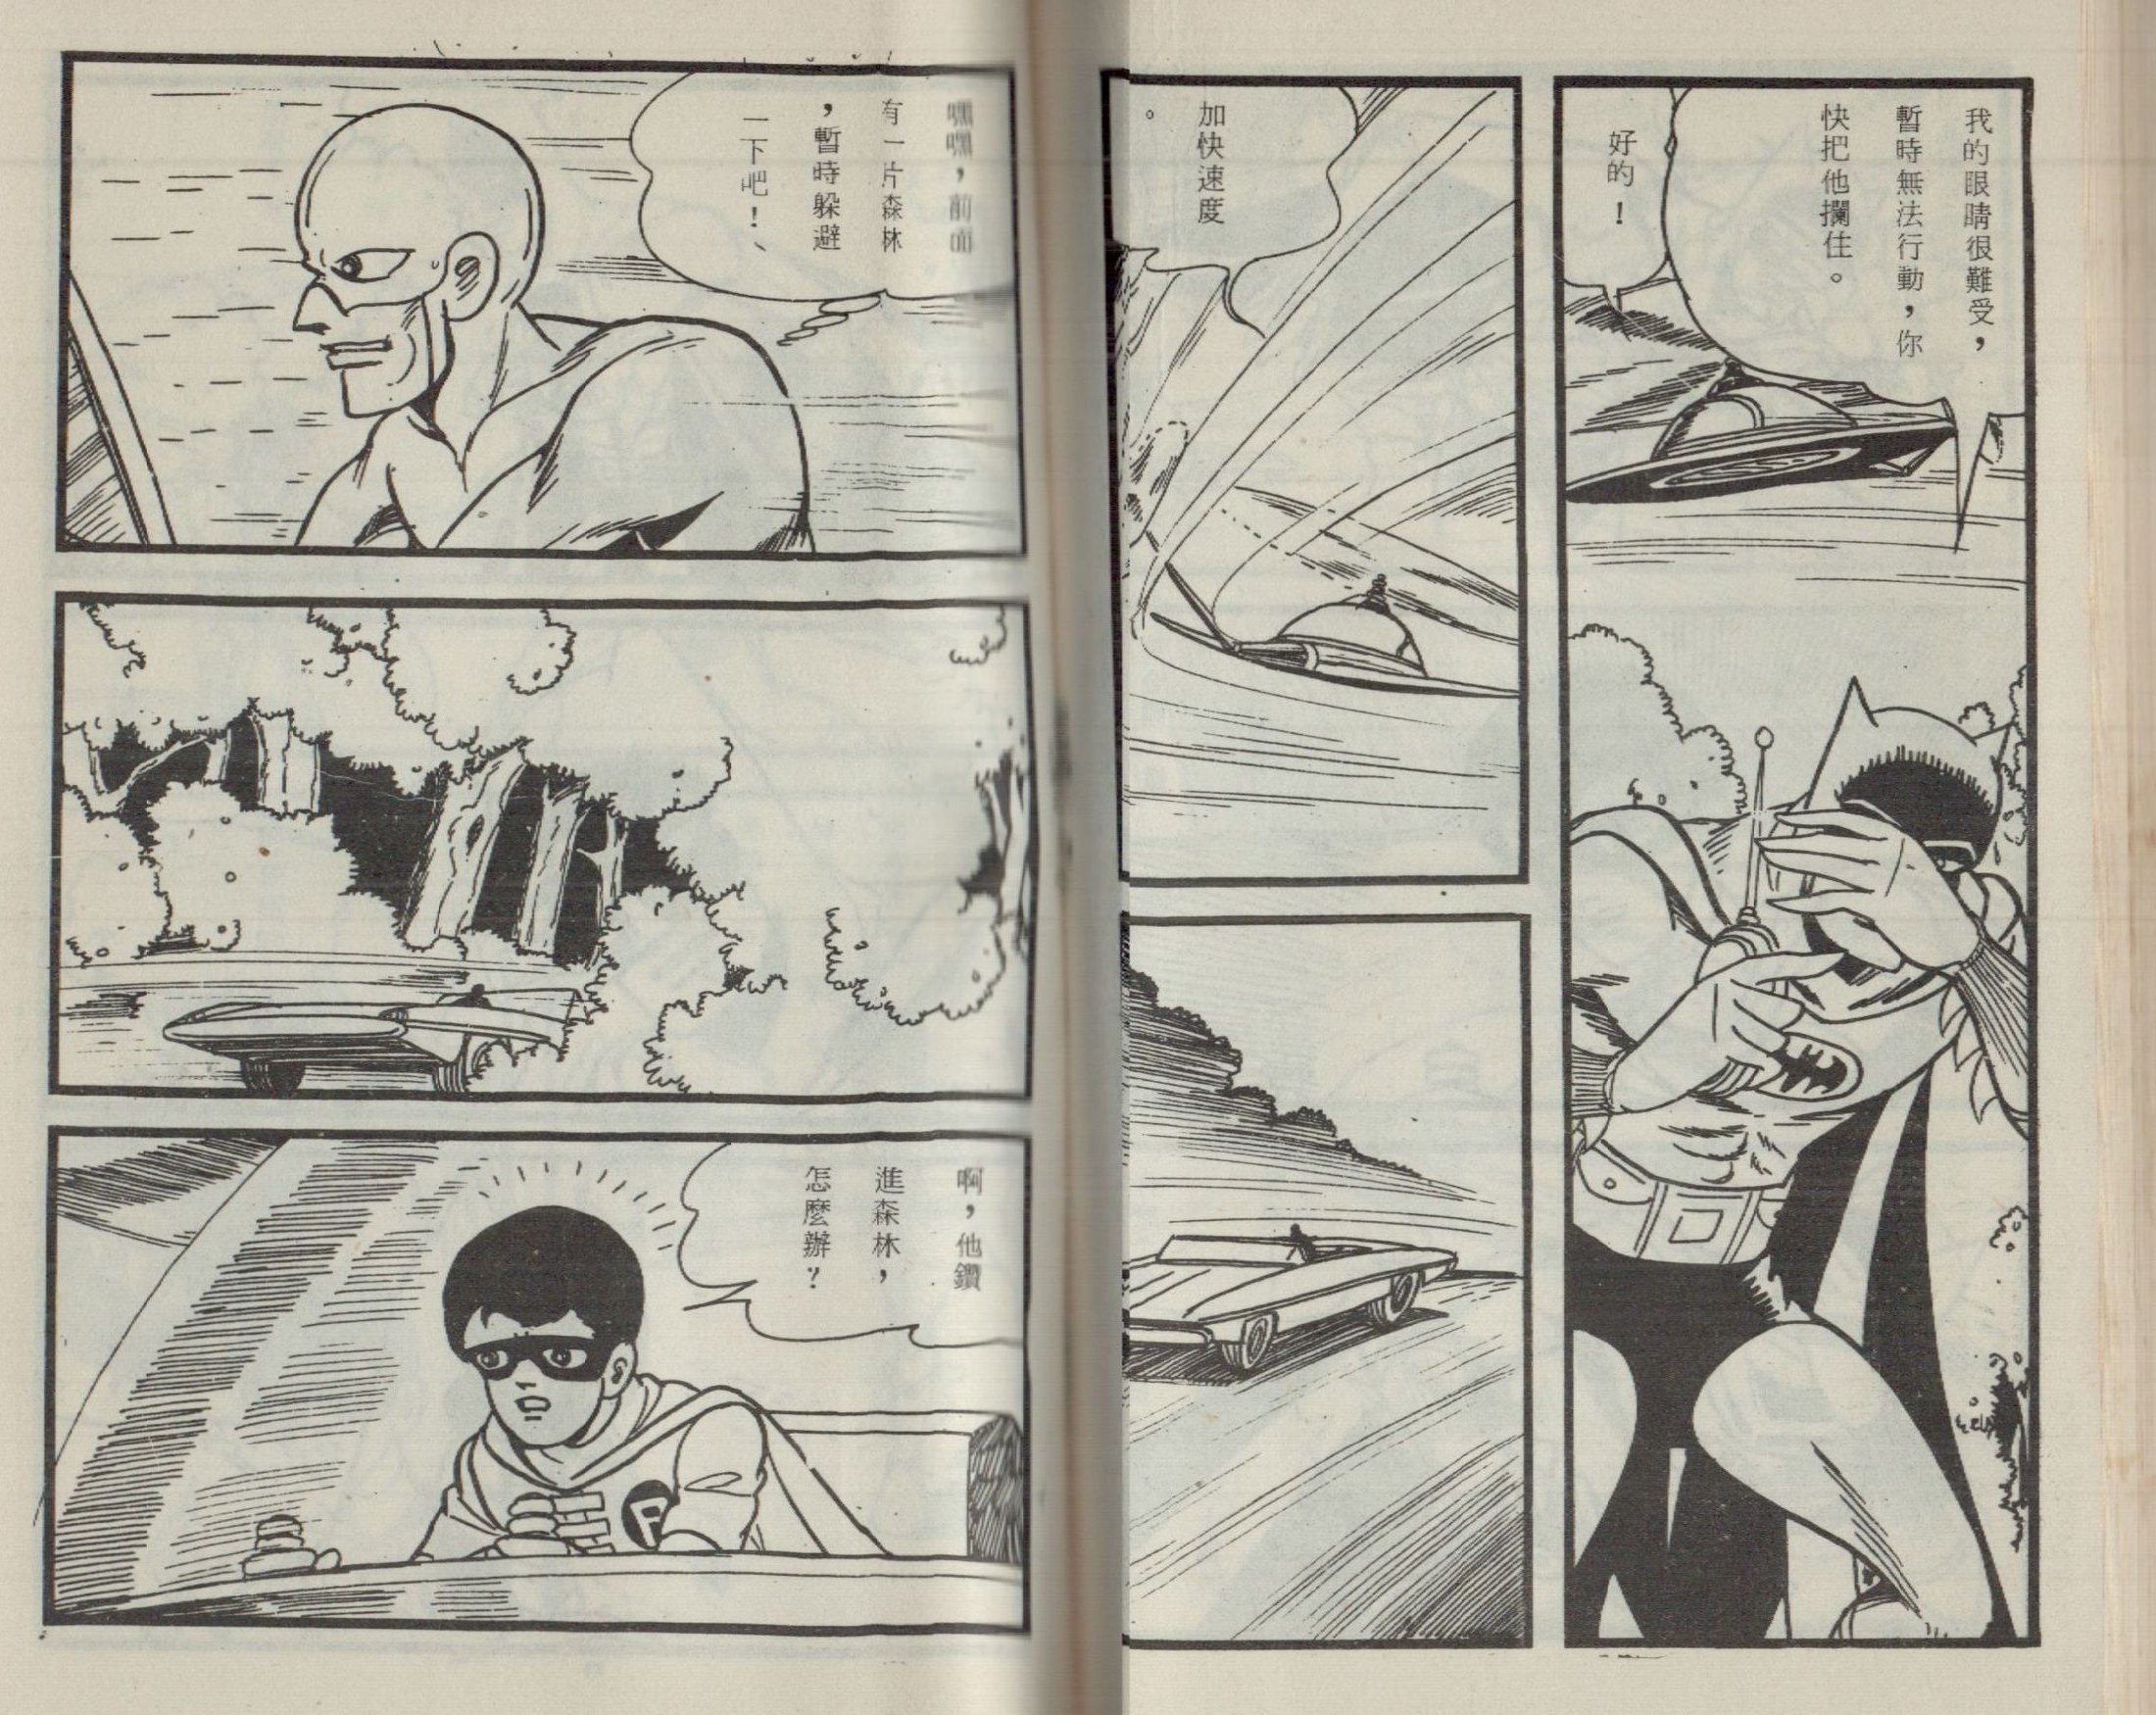 我的眼睛很難受，
暫時無法行動，你
快把他攔住。
好的！
加快速度
。
嘿嘿，前面
有一片森林
，暫時躲避
一下吧！
啊，他鑽
進森林，
怎麼辦？
R